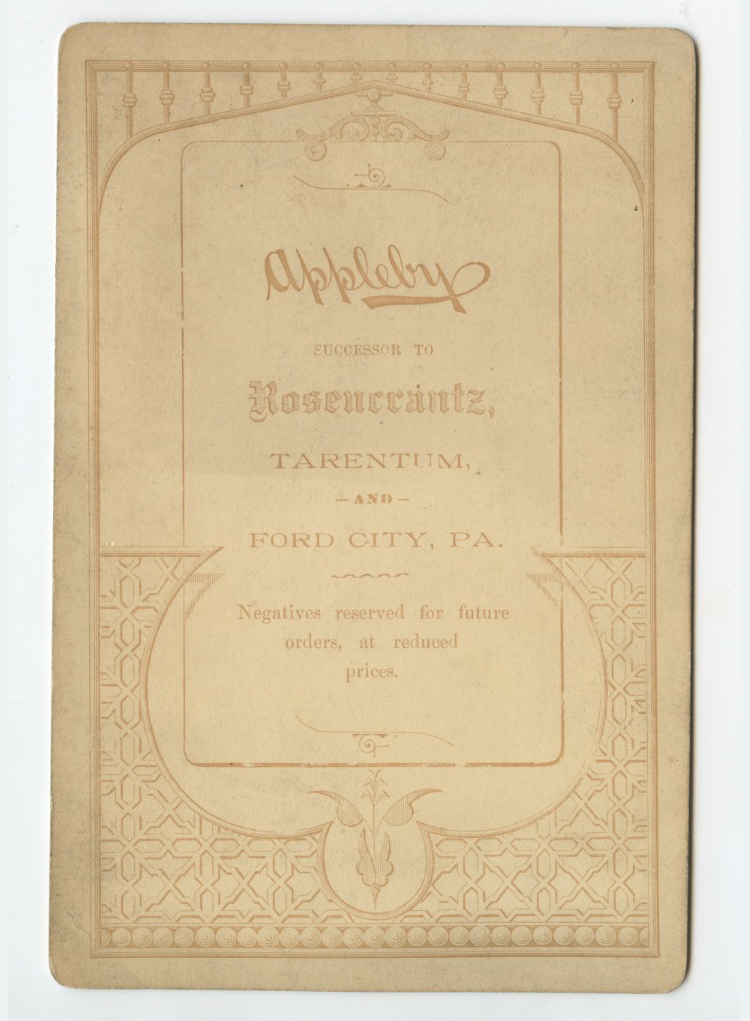 Appleby
SUCCESSOR TO
Rosencrantz,
TARENTUM,
—AND—
FORD CITY, PA.
Negatives reserved for future
orders, at reduced
prices.